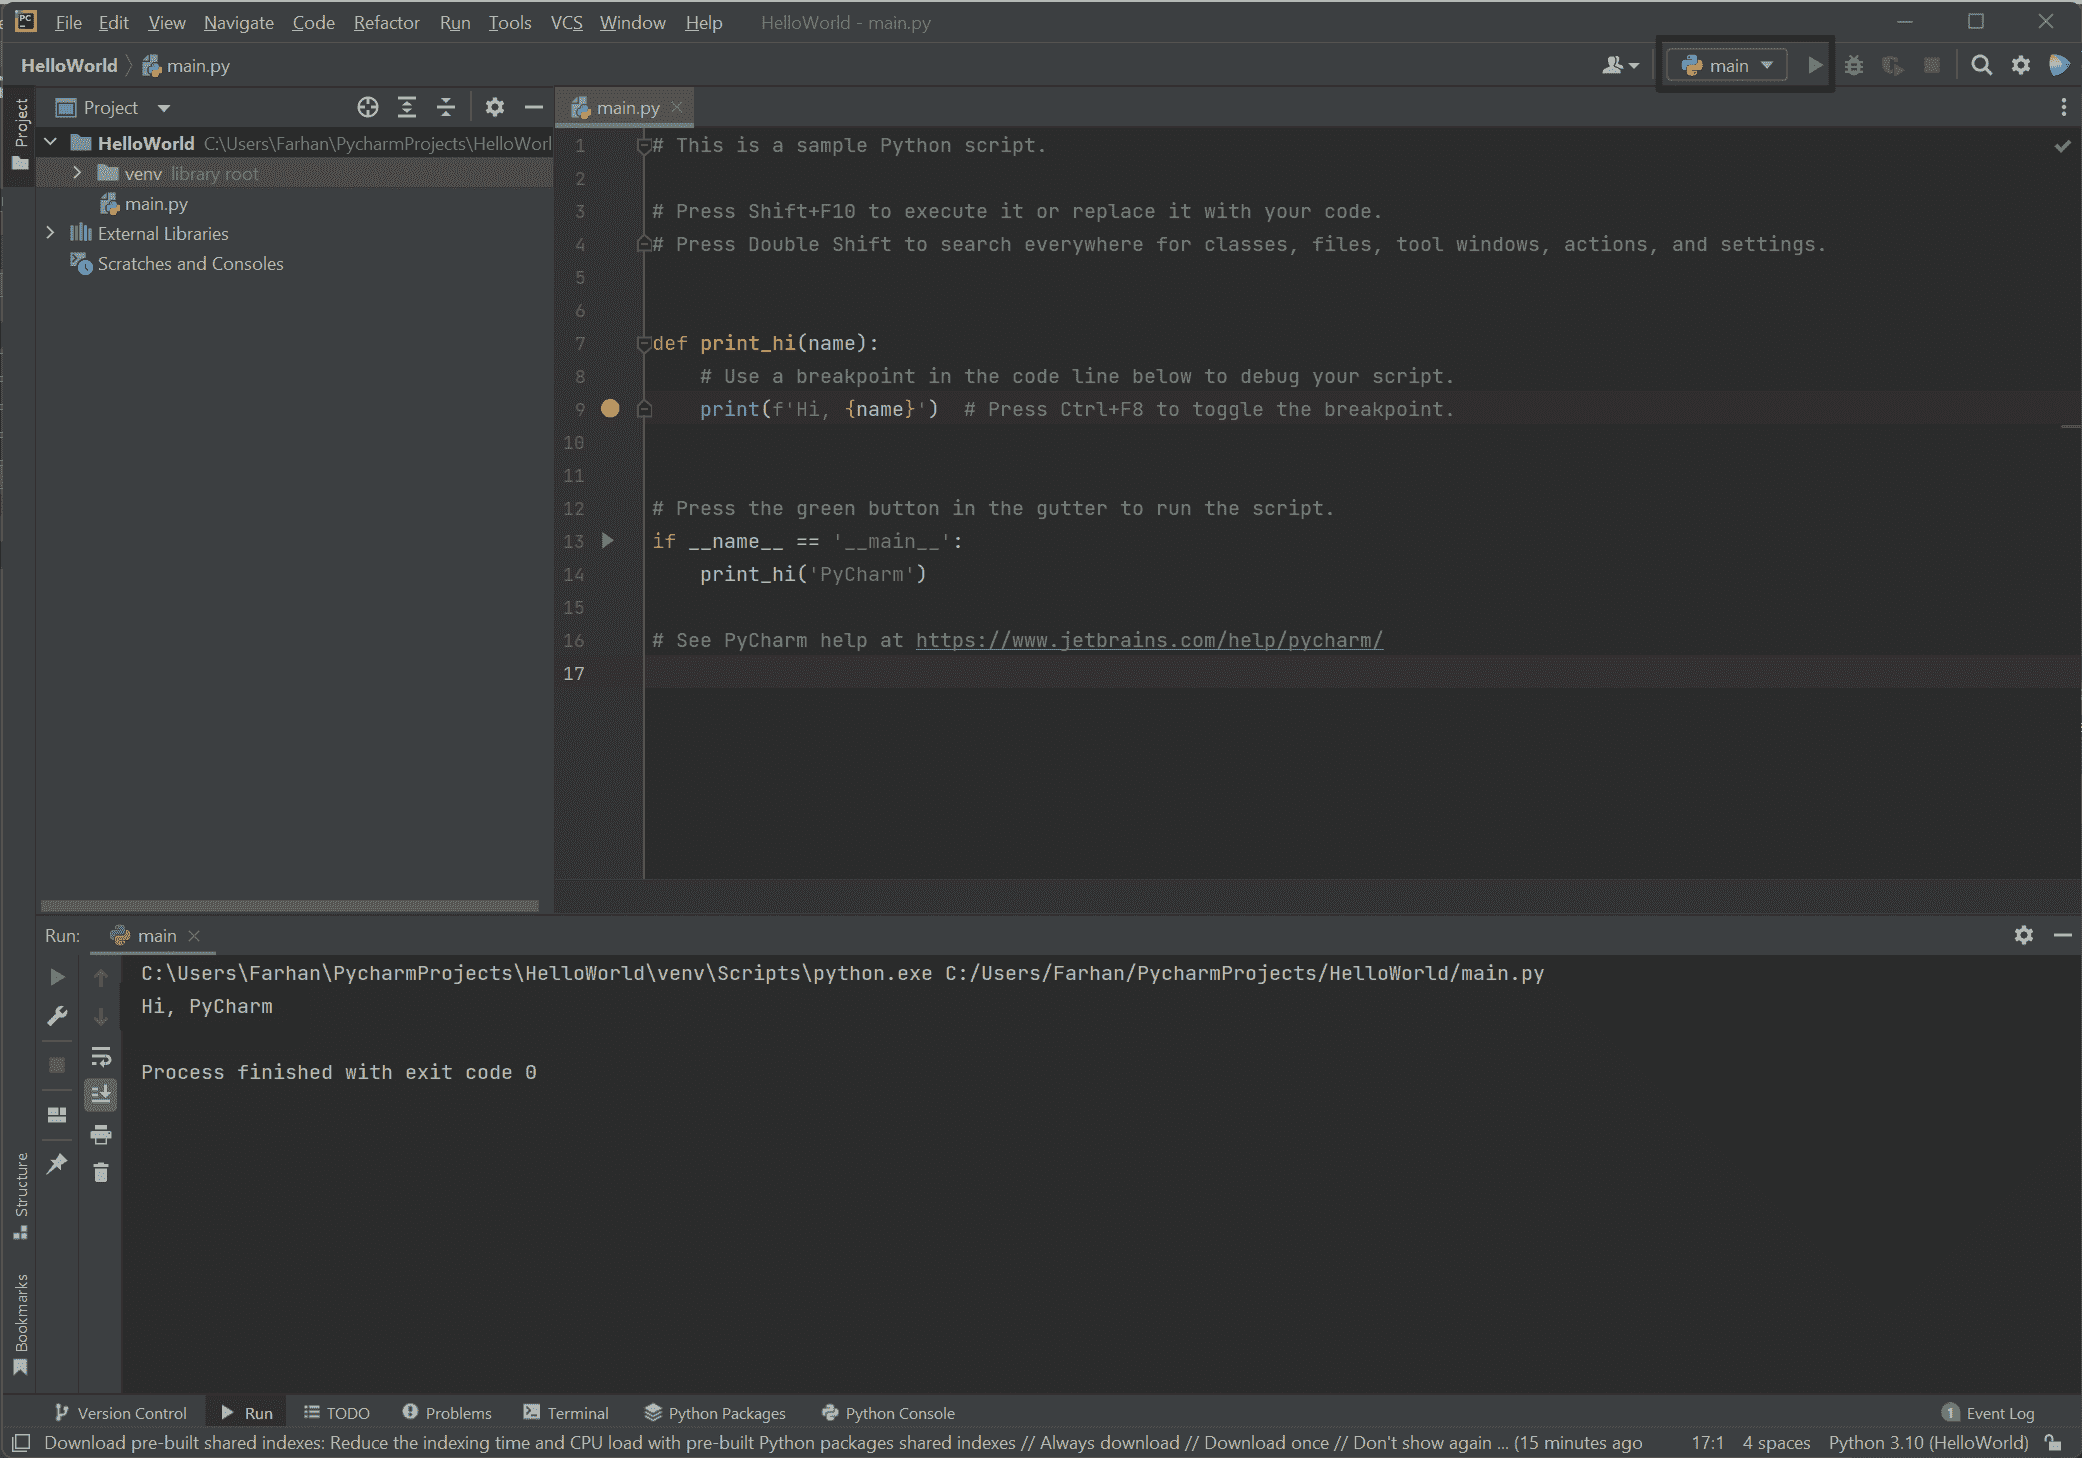 PC
File Edit View Navigate Code Refactor Run Tools VCS Window Help HelloWorld - main.py
HelloWorld main.py main
Project
Project
HelloWorld C:\Users\Farhan\PycharmProjects\HelloWorl
venv library root
main.py
External Libraries
Scratches and Consoles
main.py
1 # This is a sample Python script.
2
3 # Press Shift+F10 to execute it or replace it with your code.
4 # Press Double Shift to search everywhere for classes, files, tool windows, actions, and settings.
5
6
7 def print_hi(name):
8 # Use a breakpoint in the code line below to debug your script.
9 print(f'Hi, {name}') # Press Ctrl+F8 to toggle the breakpoint.
10
11
12 # Press the green button in the gutter to run the script.
13 if __name__ == '__main__':
14 print_hi('PyCharm')
15
16 # See PyCharm help at https://www.jetbrains.com/help/pycharm/
17
Run: main
C:\Users\Farhan\PycharmProjects\HelloWorld\venv\Scripts\python.exe C:/Users/Farhan/PycharmProjects/HelloWorld/main.py
Hi, PyCharm
Process finished with exit code 0
Structure
Bookmarks
Version Control Run TODO Problems Terminal Python Packages Python Console 1 Event Log
Download pre-built shared indexes: Reduce the indexing time and CPU load with pre-built Python packages shared indexes // Always download // Download once // Don't show again ... (15 minutes ago 17:1 4 spaces Python 3.10 (HelloWorld)